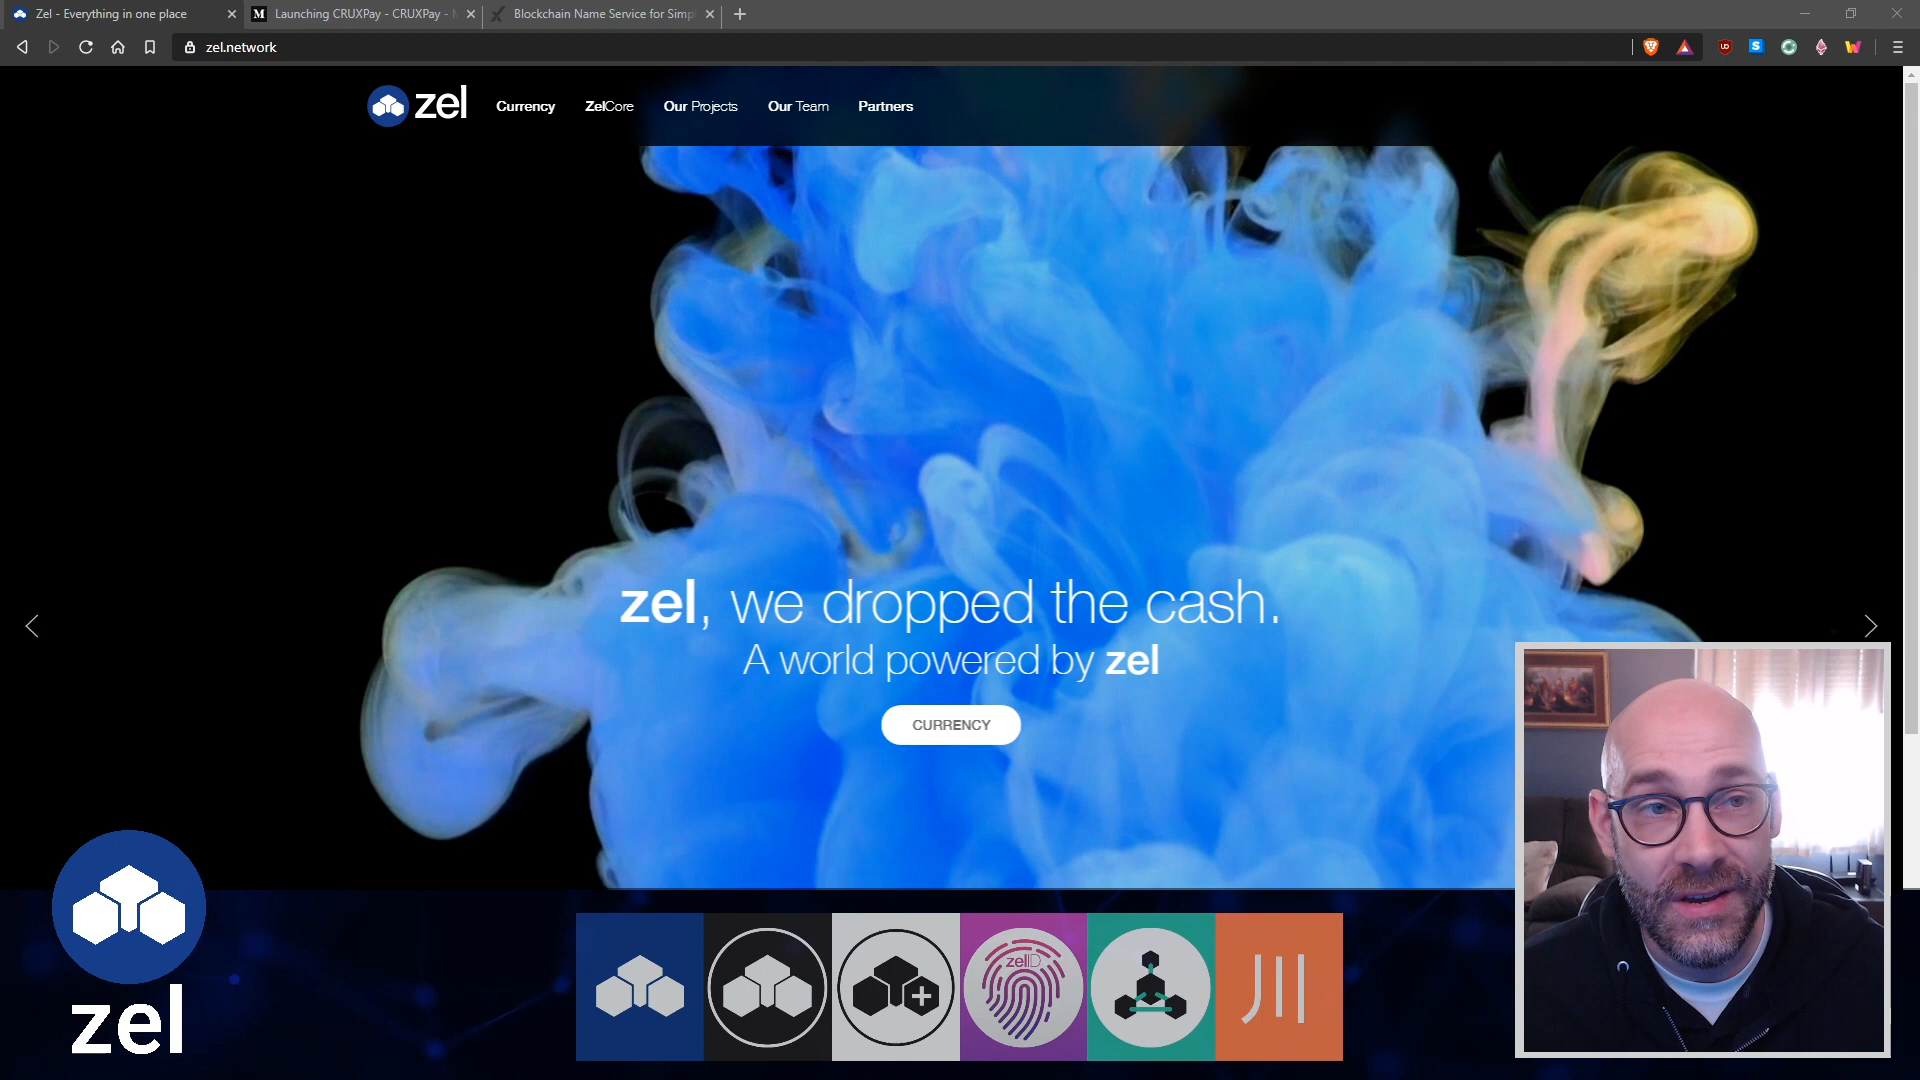 Zel - Everything in one place
Launching CRUXPay - CRUXPay -
Blockchain Name Service for Simp
zel.network
zel
Currency
ZelCore
Our Projects
Our Team
Partners
zel, we dropped the cash.
A world powered by zel
CURRENCY
zel
zelID